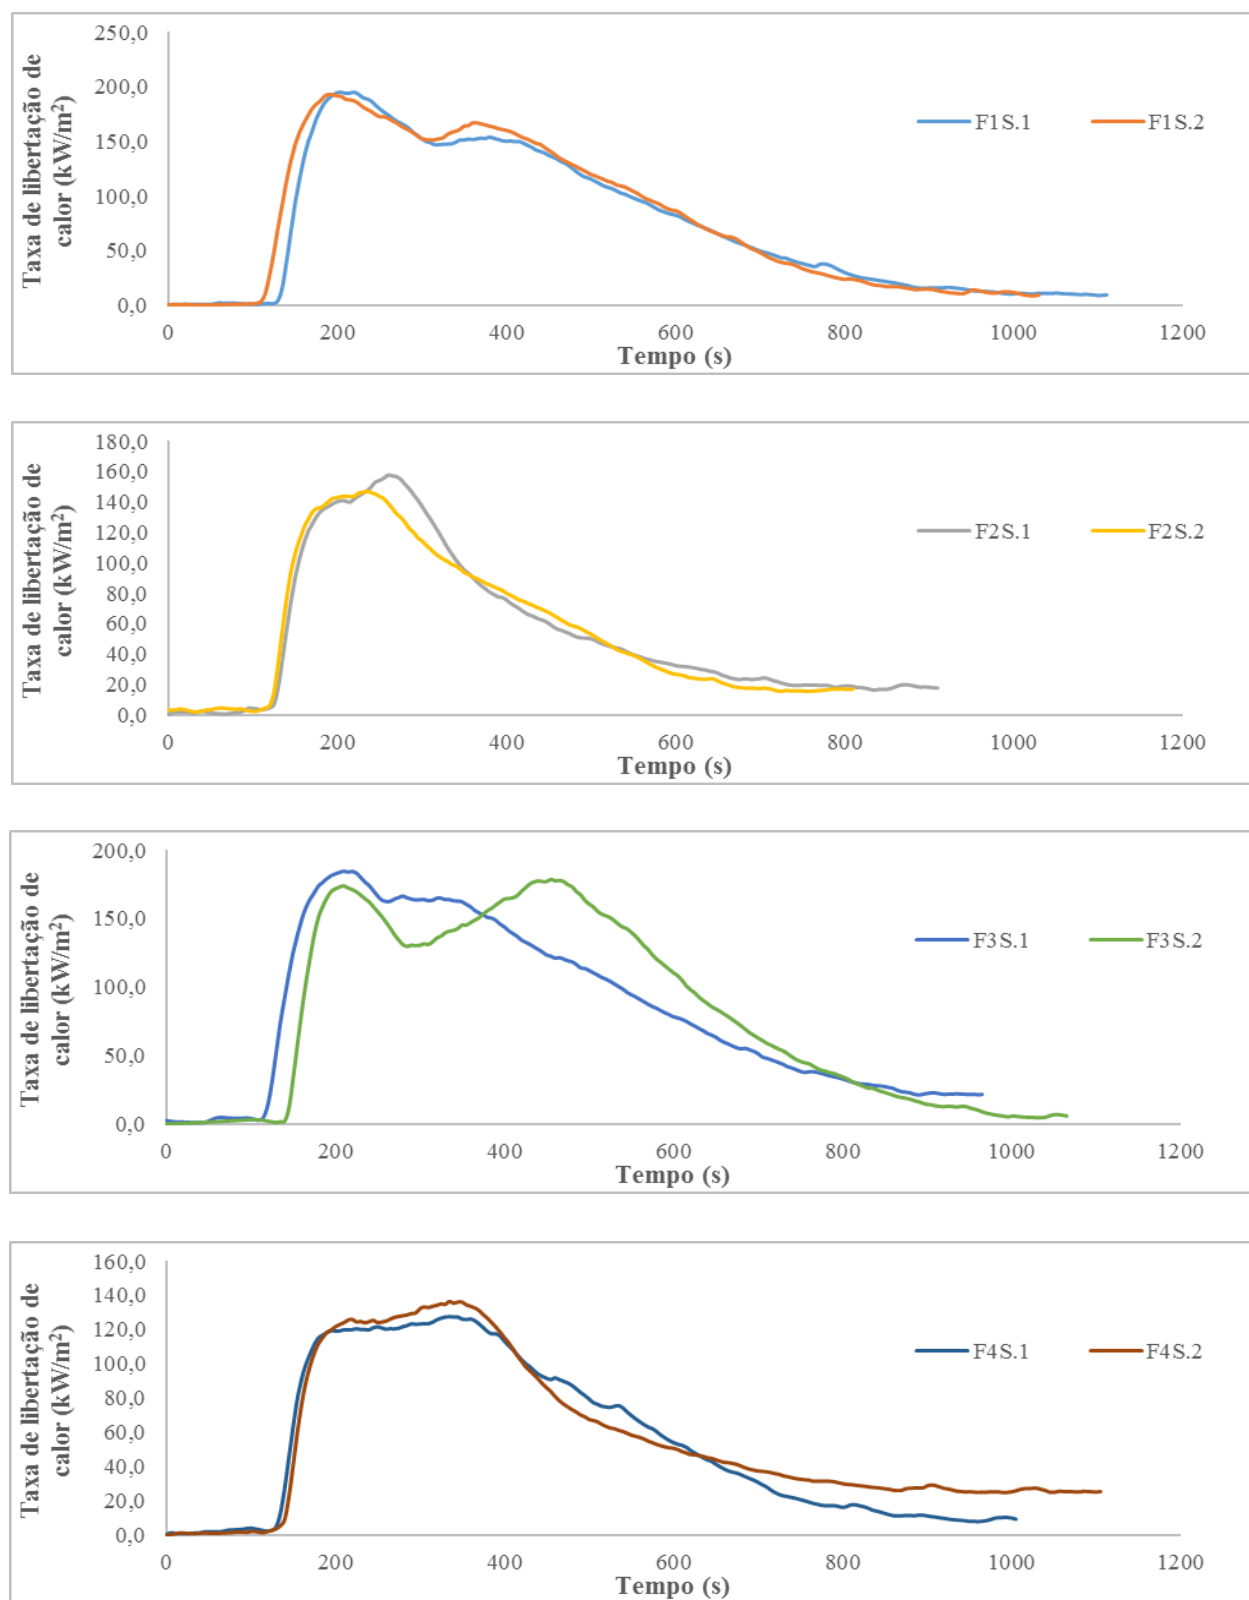 250,0
200,0
150,0
100,0
50,0
0,0
Taxa de libertação de
calor (kW/m²)
F1S.1 F1S.2
0 200 400 600 800 1000 1200
Tempo (s)
180,0
160,0
140,0
120,0
100,0
80,0
60,0
40,0
20,0
0,0
Taxa de libertação de
calor (kW/m²)
F2S.1 F2S.2
0 200 400 600 800 1000 1200
Tempo (s)
200,0
150,0
100,0
50,0
0,0
Taxa de libertação de
calor (kW/m²)
F3S.1 F3S.2
0 200 400 600 800 1000 1200
Tempo (s)
160,0
140,0
120,0
100,0
80,0
60,0
40,0
20,0
0,0
Taxa de libertação de
calor (kW/m²)
F4S.1 F4S.2
0 200 400 600 800 1000 1200
Tempo (s)